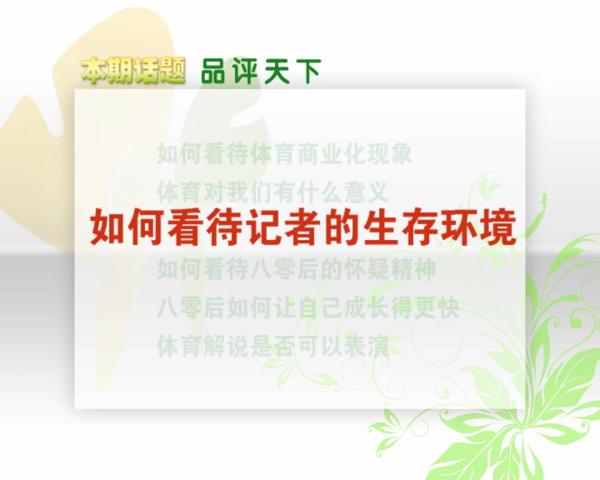 本期话题 品评天下
如何看待体育商业化现象
体育对我们有什么意义
如何看待记者的生存环境
如何看待八零后的怀疑精神
八零后如何让自己成长得更快
体育解说是否可以表演